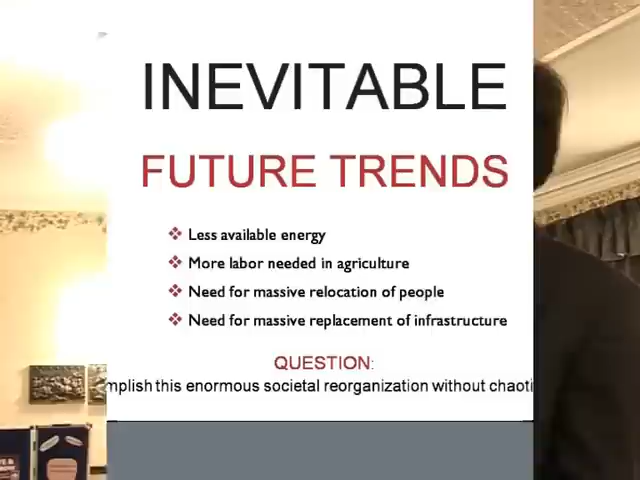 INEVITABLE
FUTURE TRENDS
❖ Less available energy
❖ More labor needed in agriculture
❖ Need for massive relocation of people
❖ Need for massive replacement of infrastructure
QUESTION:
mplish this enormous societal reorganization without chaoti